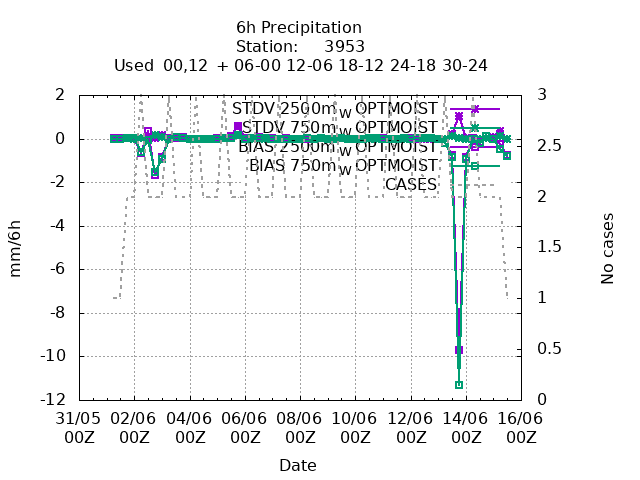 6h Precipitation
Station: 3953
Used 00,12 + 06-00 12-06 18-12 24-18 30-24
STDV 2500m w OPTMOIST
STDV 750m w OPTMOIST
BIAS 2500m w OPTMOIST
BIAS 750m w OPTMOIST
CASES
2
0
-2
-4
-6
-8
-10
-12
mm/6h
3
2.5
2
1.5
1
0.5
0
No cases
31/05 02/06 04/06 06/06 08/06 10/06 12/06 14/06 16/06
00Z 00Z 00Z 00Z 00Z 00Z 00Z 00Z 00Z
Date